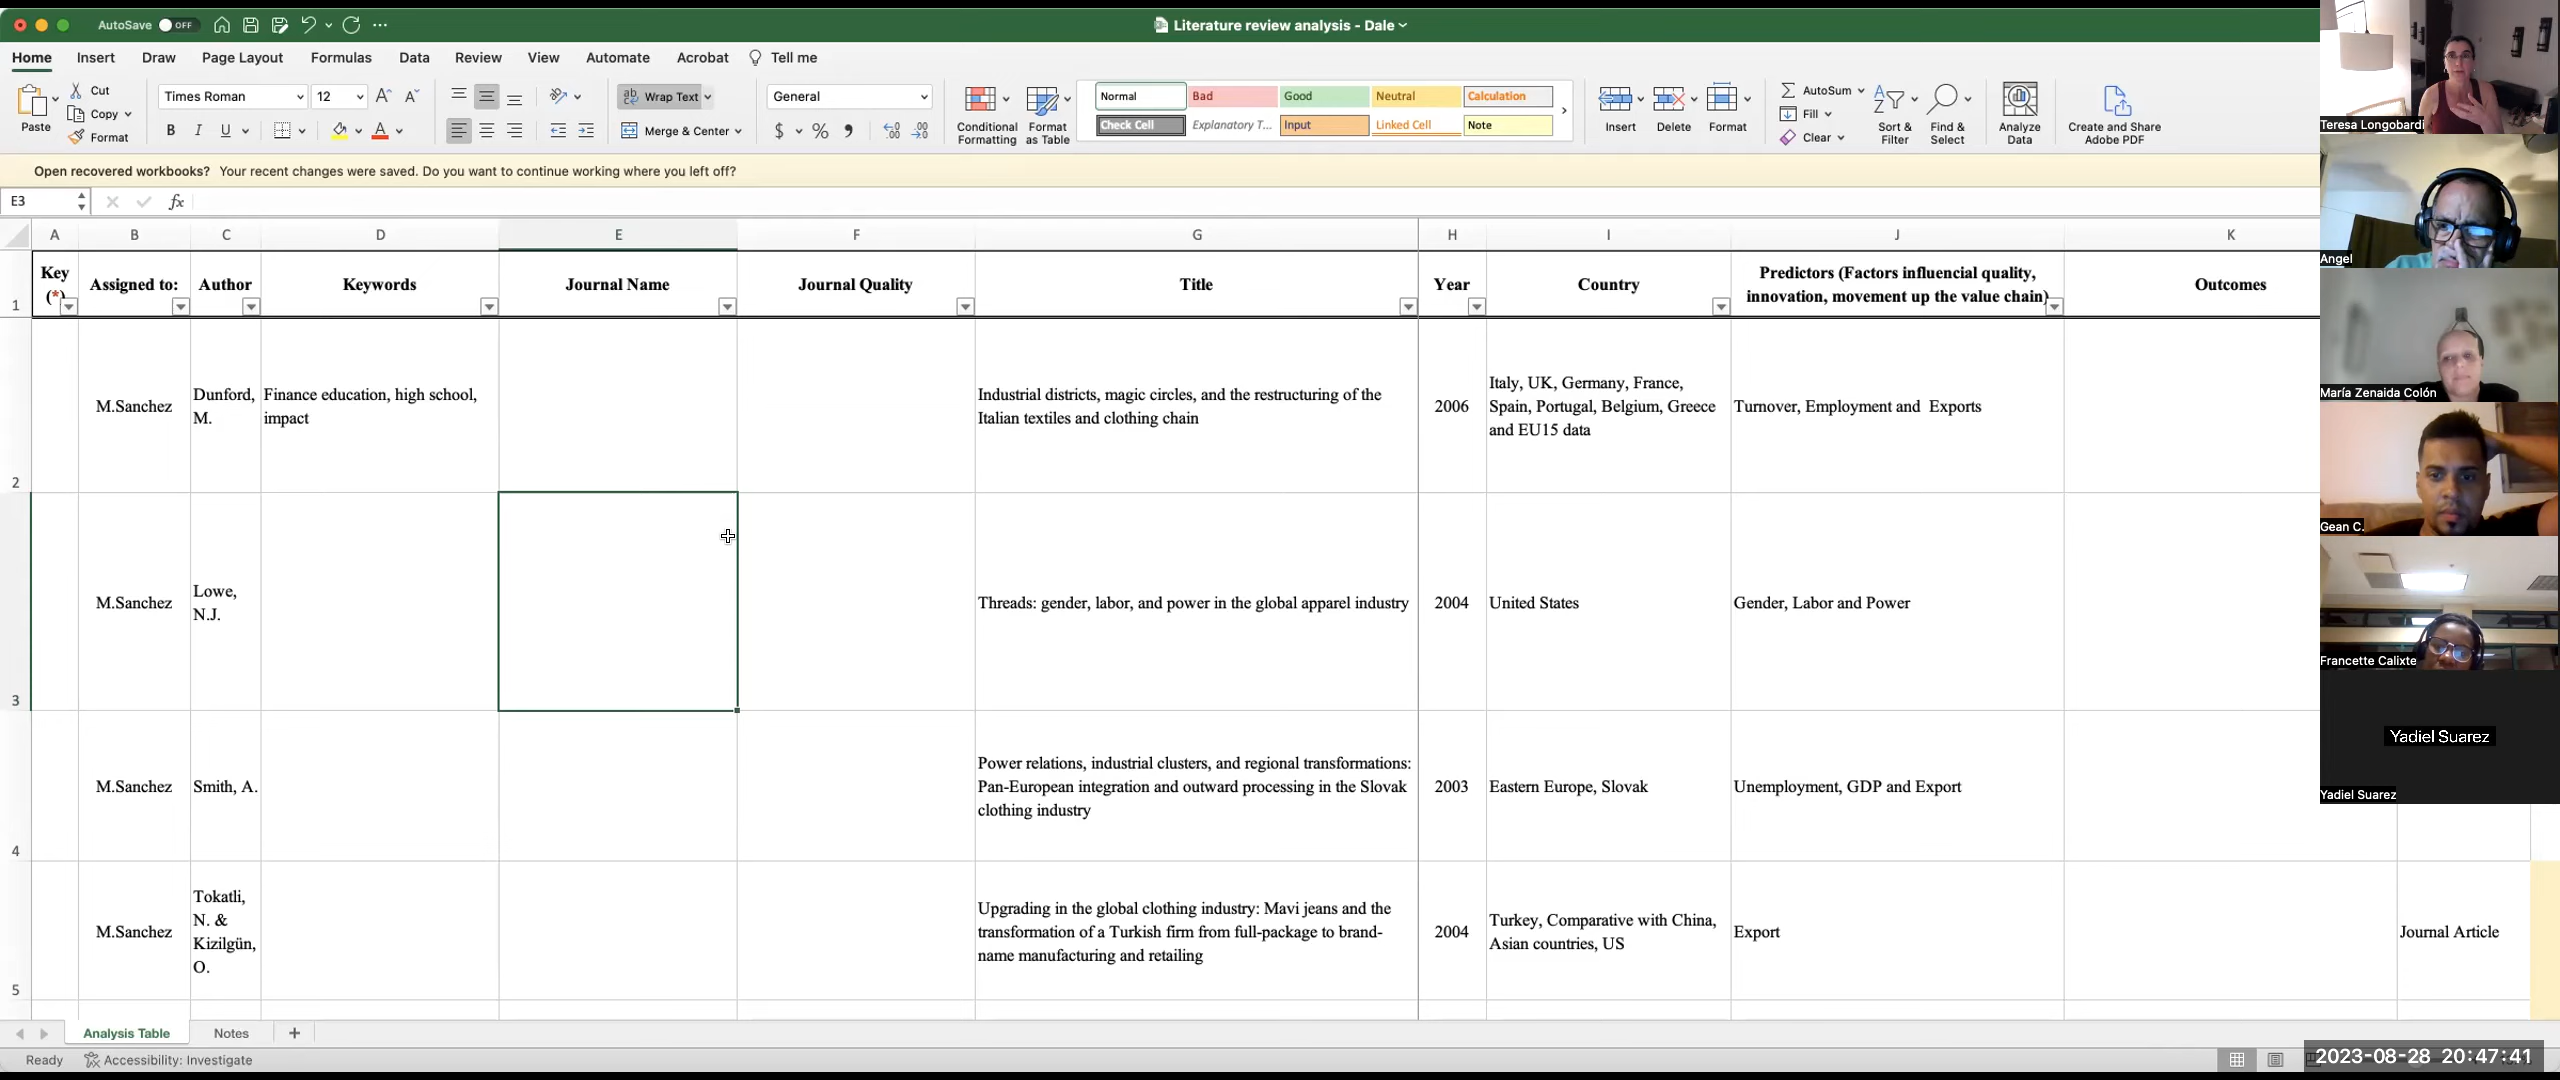 AutoSave OFF
Literature review analysis - Dale
Home Insert Draw Page Layout Formulas Data Review View Automate Acrobat Tell me
Paste
Cut
Copy
Format
Times Roman 12
B I U
Wrap Text
Merge & Center
General
$ % 9
Conditional Formatting
Format as Table
Normal Bad Good Neutral Calculation
Check Cell Explanatory T... Input Linked Cell Note
Insert Delete Format
AutoSum
Fill
Clear
Sort & Filter
Find & Select
Analyze Data
Create and Share Adobe PDF
Open recovered workbooks? Your recent changes were saved. Do you want to continue working where you left off?
E3 fx
A B C D E F G H I J K
1 Key (*) Assigned to: Author Keywords Journal Name Journal Quality Title Year Country Predictors (Factors influencial quality, innovation, movement up the value chain) Outcomes
2 M.Sanchez Dunford, M. Finance education, high school, impact Industrial districts, magic circles, and the restructuring of the Italian textiles and clothing chain 2006 Italy, UK, Germany, France, Spain, Portugal, Belgium, Greece and EU15 data Turnover, Employment and Exports
3 M.Sanchez Lowe, N.J. Threads: gender, labor, and power in the global apparel industry 2004 United States Gender, Labor and Power
4 M.Sanchez Smith, A. Power relations, industrial clusters, and regional transformations: Pan-European integration and outward processing in the Slovak clothing industry 2003 Eastern Europe, Slovak Unemployment, GDP and Export
5 M.Sanchez Tokatli, N. & Kizilgün, O. Upgrading in the global clothing industry: Mavi jeans and the transformation of a Turkish firm from full-package to brand-name manufacturing and retailing 2004 Turkey, Comparative with China, Asian countries, US Export Journal Article
Analysis Table Notes +
Ready Accessibility: Investigate
Teresa Longobardi
Angel
María Zenaida Colón
Gean C.
Francette Calixte
Yadiel Suarez
Yadiel Suarez
2023-08-28 20:47:41